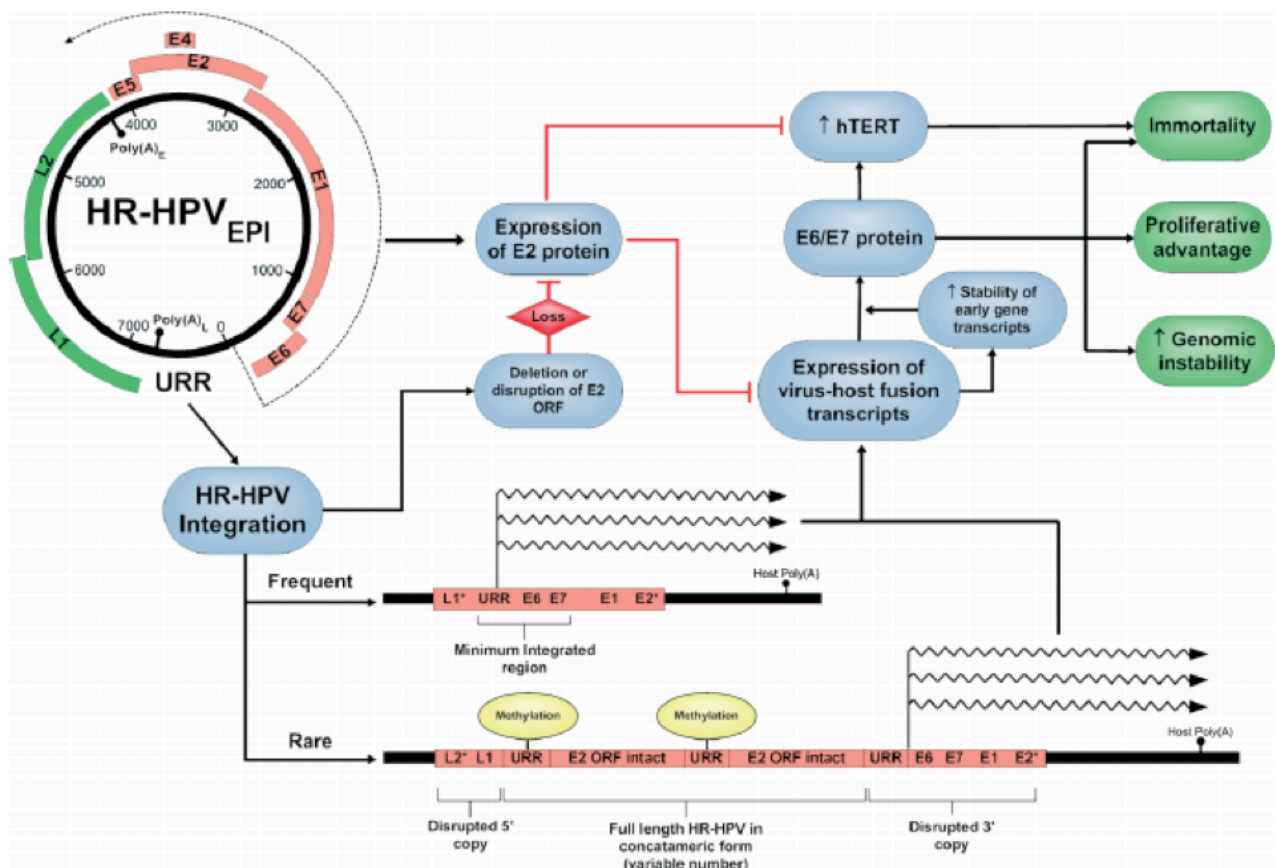 E4
E2
E5
4000
3000
Poly(A)E
L2
5000
2000
E1
HR-HPVEPI
6000
1000
L1
7000
Poly(A)L
0
E7
E6
URR
HR-HPV
Integration
Expression
of E2 protein
Loss
Deletion or
disruption of E2
ORF
↑ hTERT
E6/E7 protein
↑ Stability of
early gene
transcripts
Expression of
virus-host fusion
transcripts
Immortality
Proliferative
advantage
↑ Genomic
instability
Frequent
Host Poly(A)
L1* URR E6 E7 E1 E2*
Minimum Integrated
region
Methylation
Methylation
Rare
Host Poly(A)
L2* L1 URR E2 ORF intact URR E2 ORF intact URR E6 E7 E1 E2*
Disrupted 5'
copy
Full length HR-HPV in
concatameric form
(variable number)
Disrupted 3'
copy